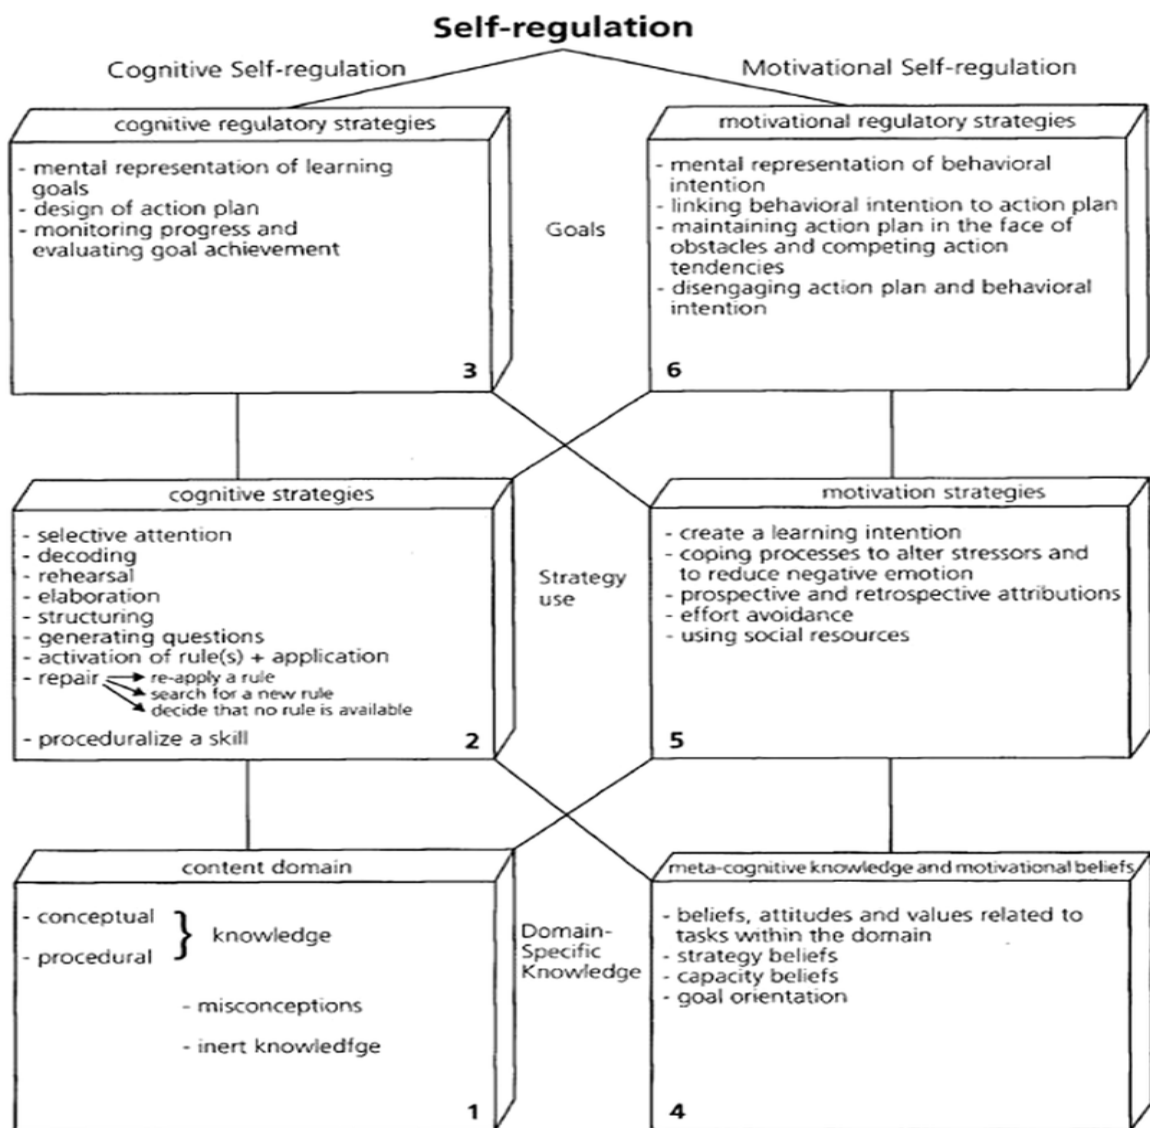 Self-regulation
Cognitive Self-regulation
Motivational Self-regulation
cognitive regulatory strategies
- mental representation of learning
goals
- design of action plan
- monitoring progress and
evaluating goal achievement
3
Goals
motivational regulatory strategies
- mental representation of behavioral
intention
- linking behavioral intention to action plan
- maintaining action plan in the face of
obstacles and competing action
tendencies
- disengaging action plan and behavioral
intention
6
cognitive strategies
- selective attention
- decoding
- rehearsal
- elaboration
- structuring
- generating questions
- activation of rule(s) + application
- repair
re-apply a rule
search for a new rule
decide that no rule is available
- proceduralize a skill
2
Strategy
use
motivation strategies
- create a learning intention
- coping processes to alter stressors and
to reduce negative emotion
- prospective and retrospective attributions
- effort avoidance
- using social resources
5
content domain
- conceptual
- procedural
} knowledge
- misconceptions
- inert knowledfge
1
Domain-
Specific
Knowledge
meta-cognitive knowledge and motivational beliefs
- beliefs, attitudes and values related to
tasks within the domain
- strategy beliefs
- capacity beliefs
- goal orientation
4